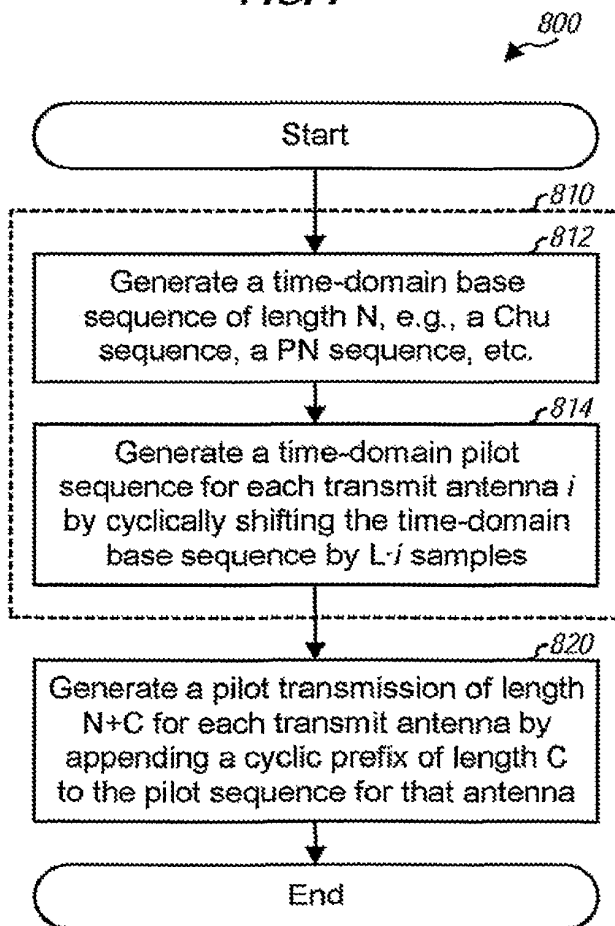 800
Start
810
812
Generate a time-domain base
sequence of length N, e.g., a Chu
sequence, a PN sequence, etc.
814
Generate a time-domain pilot
sequence for each transmit antenna i
by cyclically shifting the time-domain
base sequence by L·i samples
820
Generate a pilot transmission of length
N+C for each transmit antenna by
appending a cyclic prefix of length C
to the pilot sequence for that antenna
End